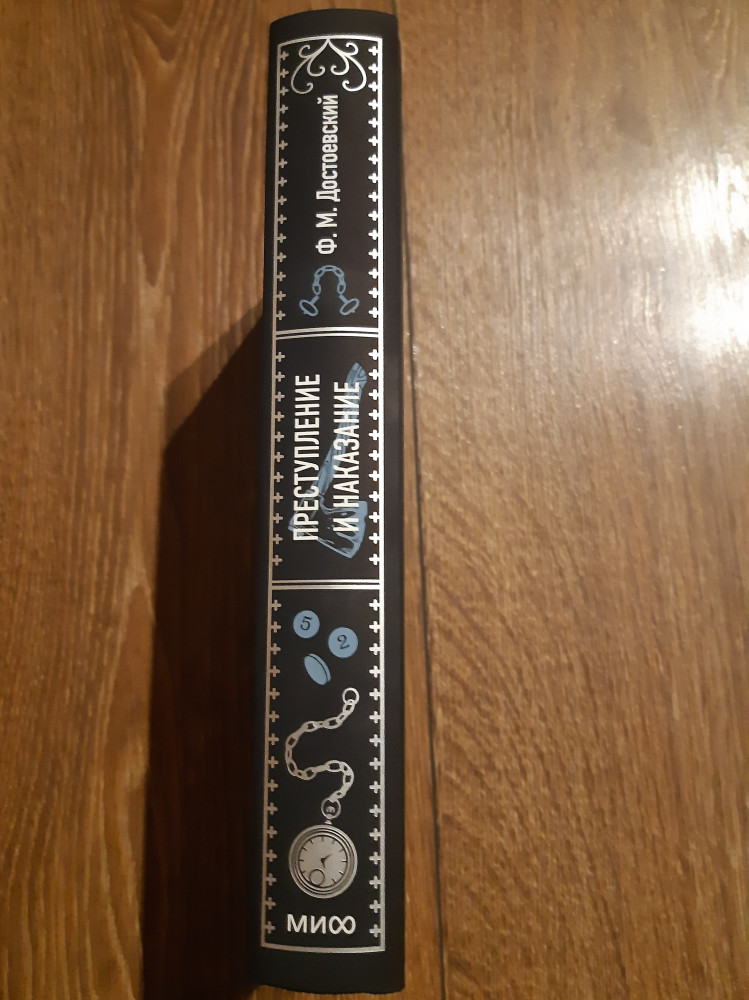 Ф. М. Достоевский
ПРЕСТУПЛЕНИЕ
И НАКАЗАНИЕ
5
2
МИФ